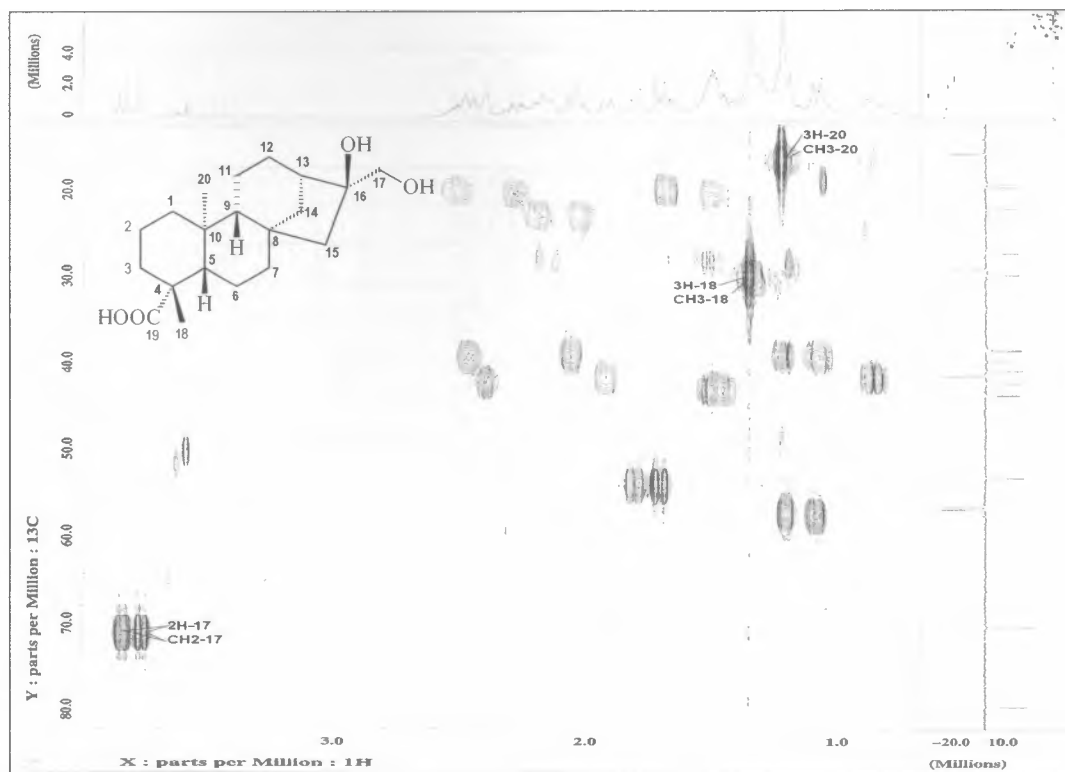 (Millions)
4.0
2.0
0
OH
12
13
17
OH
11
20
16
1
9
14
2
10
8
15
H
3
5
7
4
6
H
HOOC
19
18
3H-20
CH3-20
3H-18
CH3-18
2H-17
CH2-17
Y : parts per Million : 13C
20.0
30.0
40.0
50.0
60.0
70.0
80.0
3.0
2.0
1.0
-20.0
10.0
X : parts per Million : 1H
(Millions)